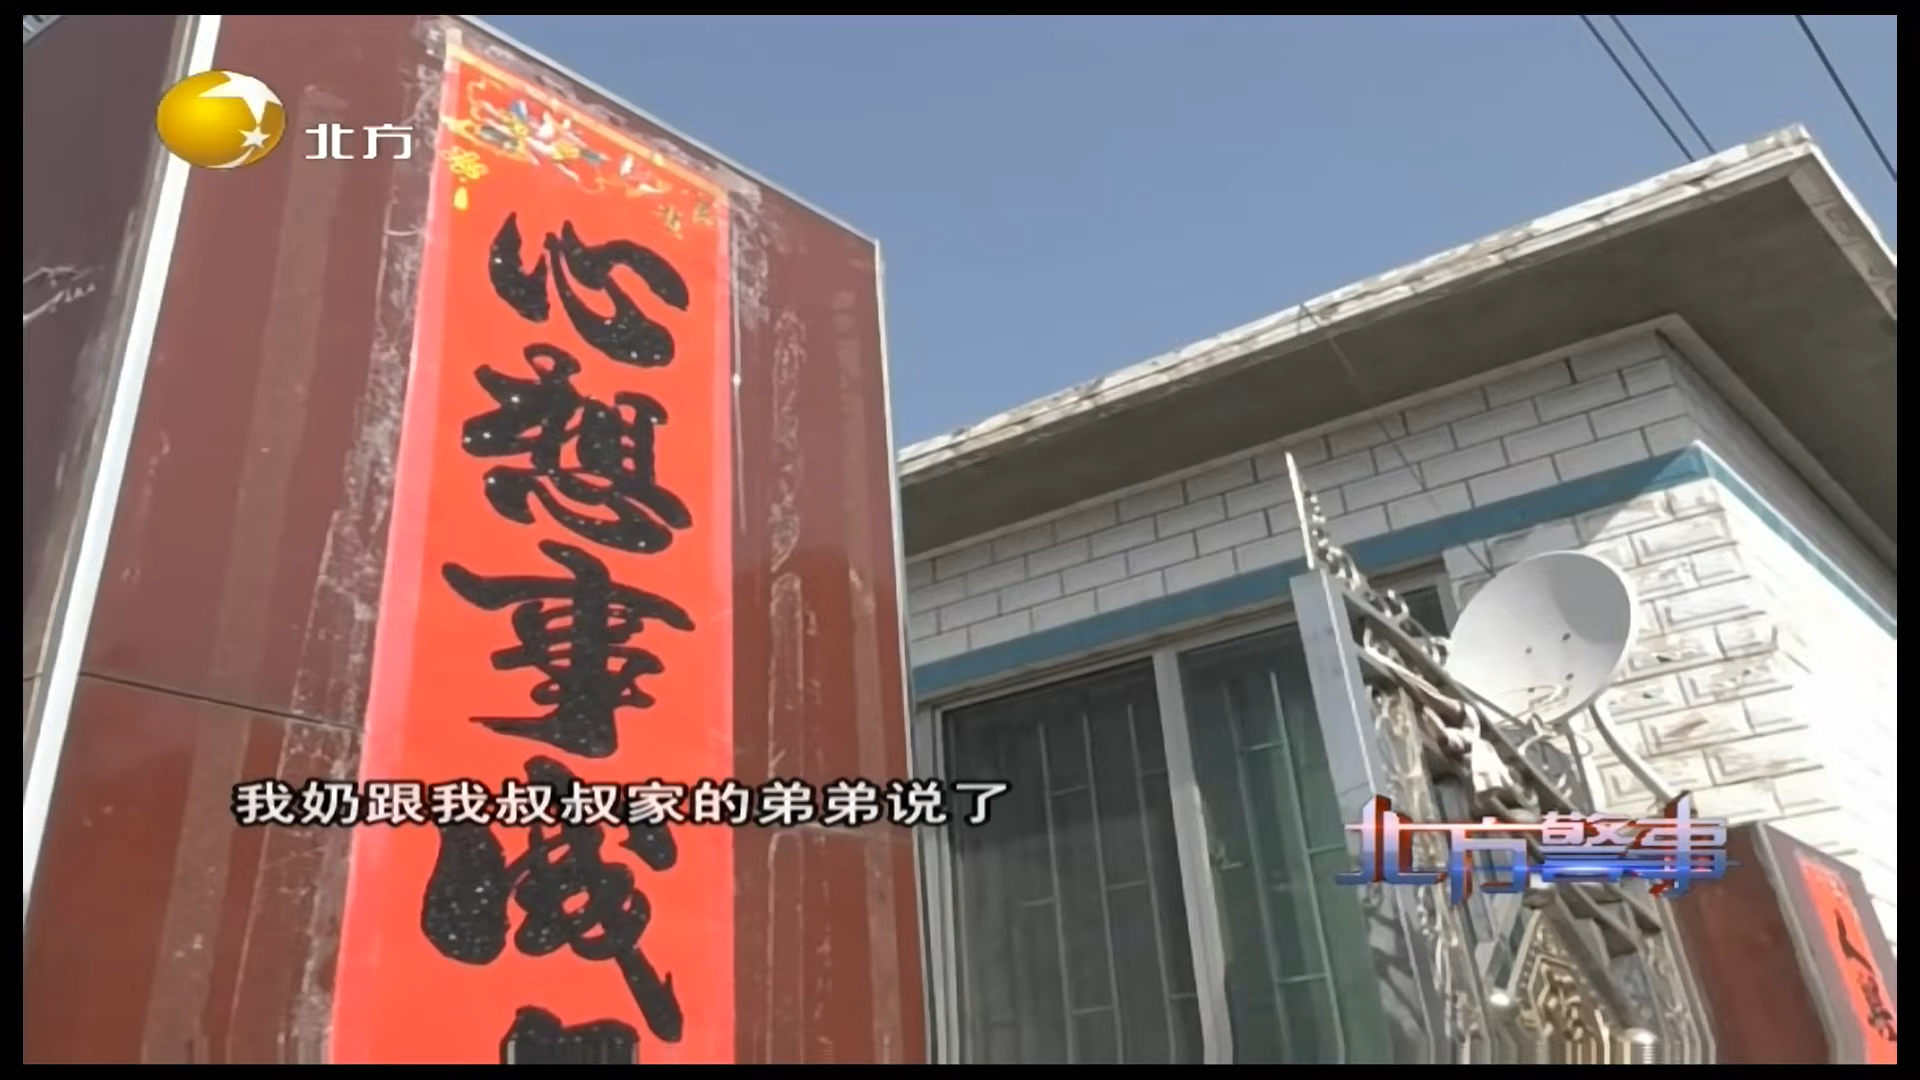 北方
心想事成
我奶跟我叔叔家的弟弟说了
北方警事
人